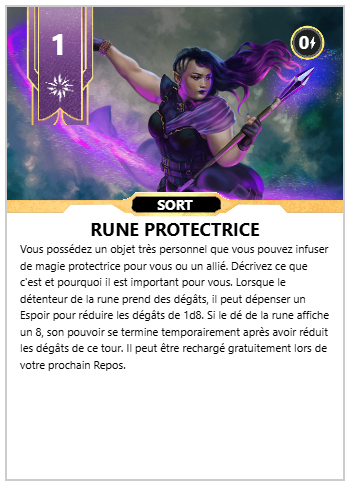 1
0
SORT
RUNE PROTECTRICE
Vous possédez un objet très personnel que vous pouvez infuser
de magie protectrice pour vous ou un allié. Décrivez ce que
c'est et pourquoi il est important pour vous. Lorsque le
détenteur de la rune prend des dégâts, il peut dépenser un
Espoir pour réduire les dégâts de 1d8. Si le dé de la rune affiche
un 8, son pouvoir se termine temporairement après avoir réduit
les dégâts de ce tour. Il peut être rechargé gratuitement lors de
votre prochain Repos.